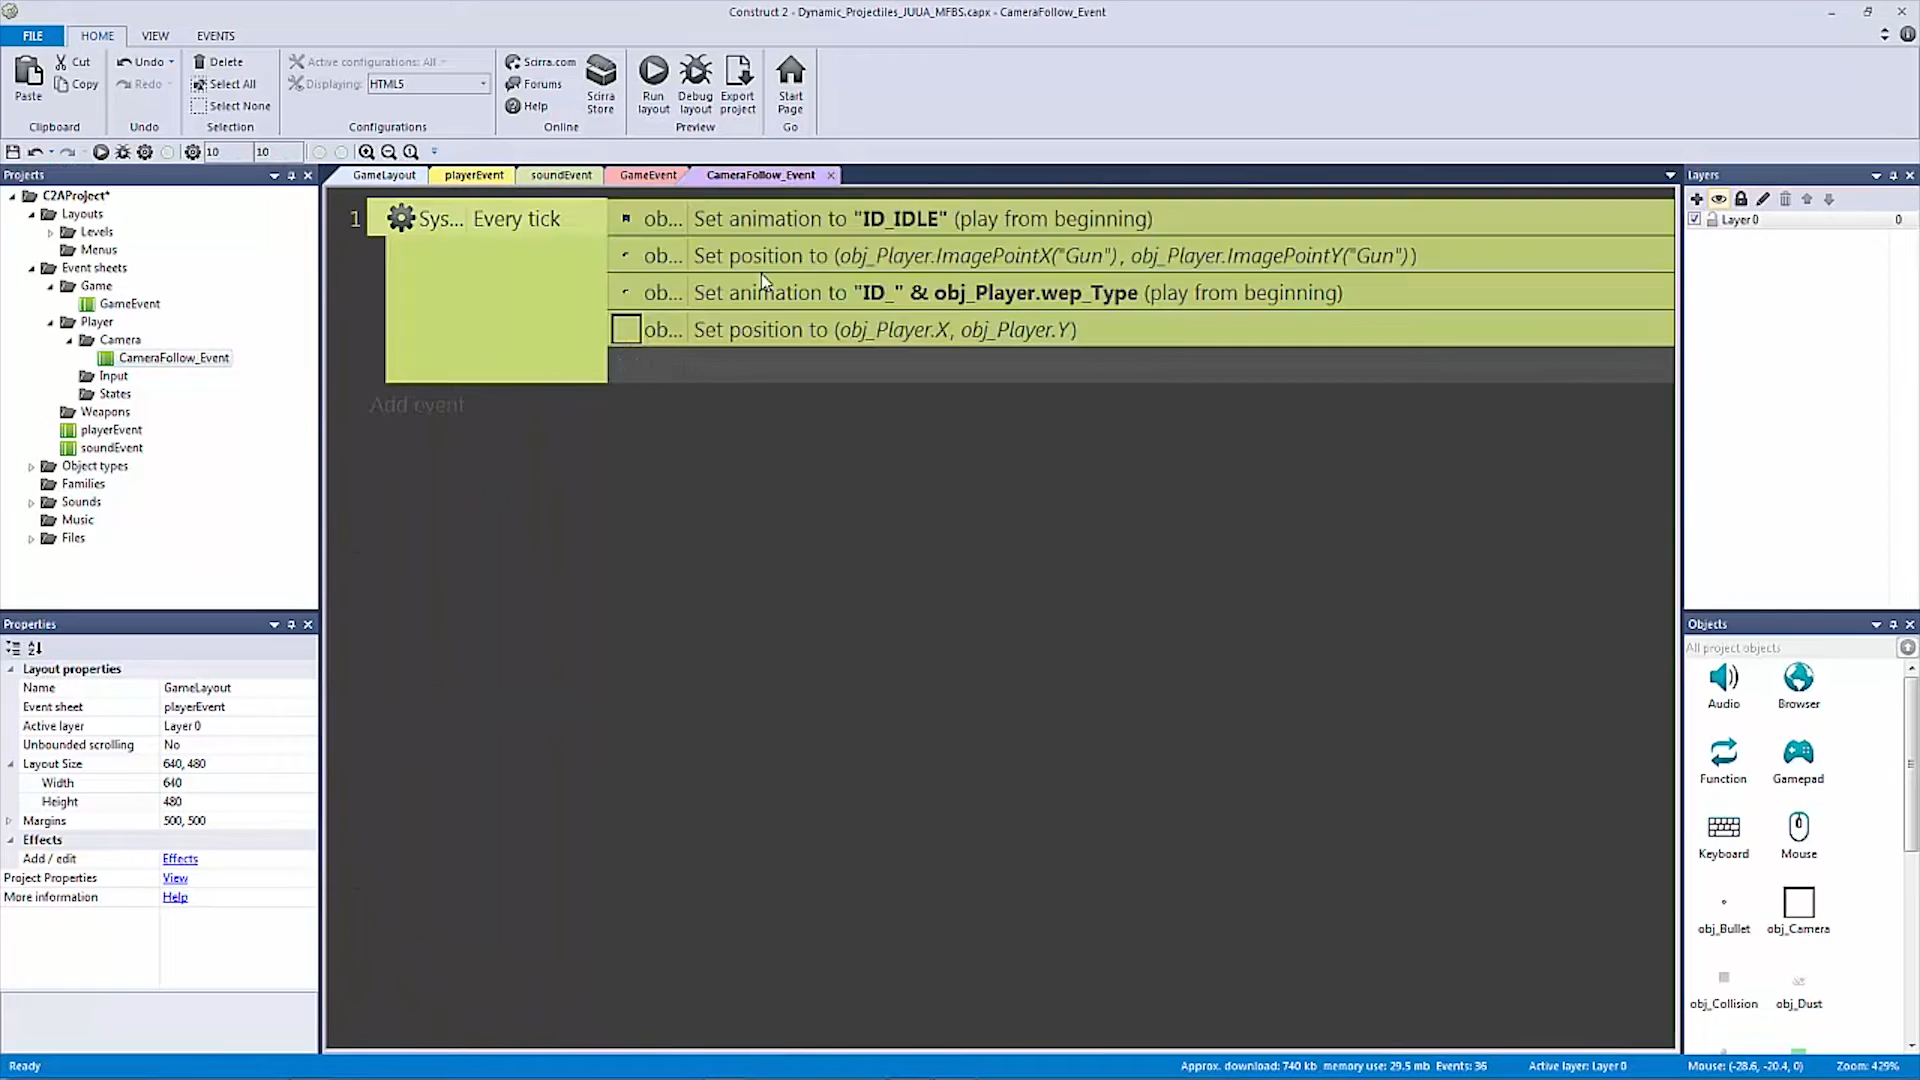 Construct 2 - Dynamic_Projectiles_JUUA_MFBS.capx - CameraFollow_Event
FILE HOME VIEW EVENTS
Paste Cut Copy Clipboard
Undo Redo Undo
Delete Select All Select None Selection
Active configurations: All
Displaying: HTML5
Configurations
Scirra.com Forums Help Scirra Store Online
Run layout Debug layout Export project Preview
Start Page Go
10 10
Projects
C2AProject*
Layouts
Levels
Menus
Event sheets
Game
GameEvent
Player
Camera
CameraFollow_Event
Input
States
Weapons
playerEvent
soundEvent
Object types
Families
Sounds
Music
Files
Properties
Layout properties
Name GameLayout
Event sheet playerEvent
Active layer Layer 0
Unbounded scrolling No
Layout Size 640, 480
Width 640
Height 480
Margins 500, 500
Effects
Add / edit Effects
Project Properties View
More information Help
GameLayout playerEvent soundEvent GameEvent CameraFollow_Event
1 Sys... Every tick
ob... Set animation to "ID_IDLE" (play from beginning)
ob... Set position to (obj_Player.ImagePointX("Gun"), obj_Player.ImagePointY("Gun"))
ob... Set animation to "ID_" & obj_Player.wep_Type (play from beginning)
ob... Set position to (obj_Player.X, obj_Player.Y)
Add event
Layers
Layer 0 0
Objects
All project objects
Audio Browser
Function Gamepad
Keyboard Mouse
obj_Bullet obj_Camera
obj_Collision obj_Dust
Ready
Approx. download: 740 kb memory use: 29.5 mb Events: 36 Active layer: Layer 0 Mouse: (-28.6, -20.4, 0) Zoom: 429%